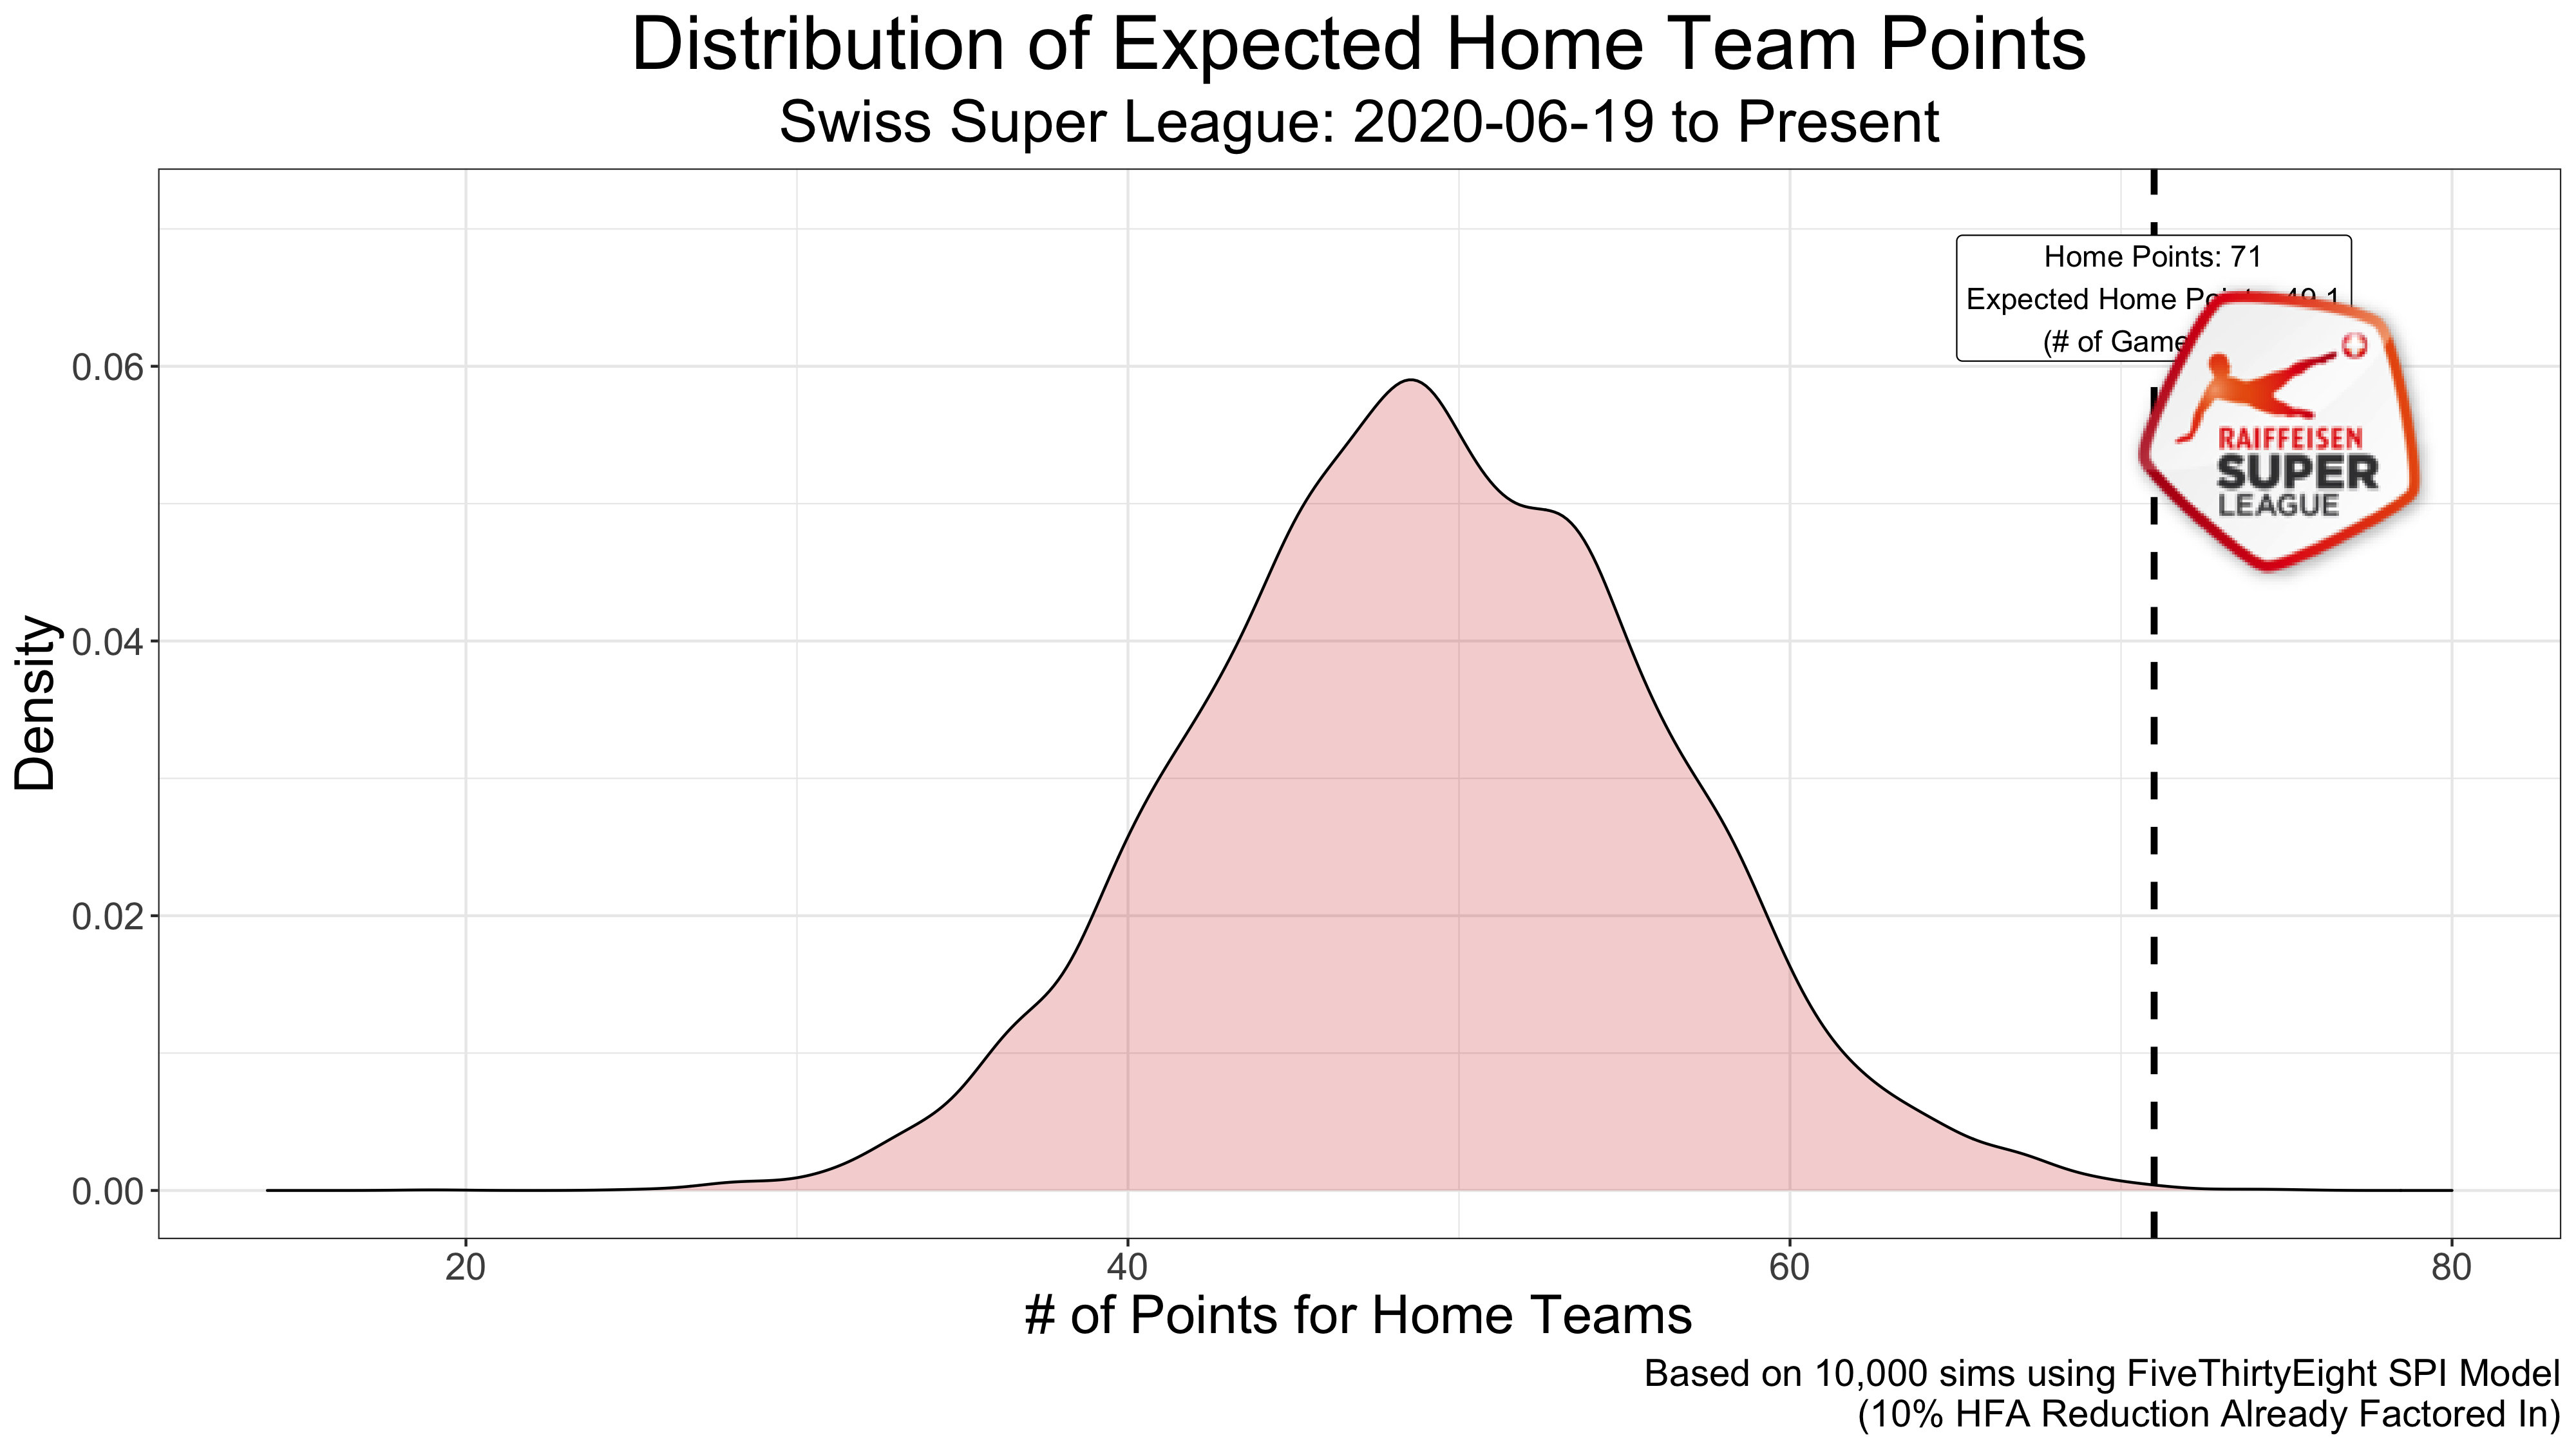 Distribution of Expected Home Team Points
Swiss Super League: 2020-06-19 to Present
Home Points: 71
Expected Home 49.1
(# of
RAIFFEISEN
SUPER
LEAGUE
Density
0.06
0.04
0.02
0.00
20 40 60 80
# of Points for Home Teams
Based on 10,000 sims using FiveThirtyEight SPI Model
(10% HFA Reduction Already Factored In)